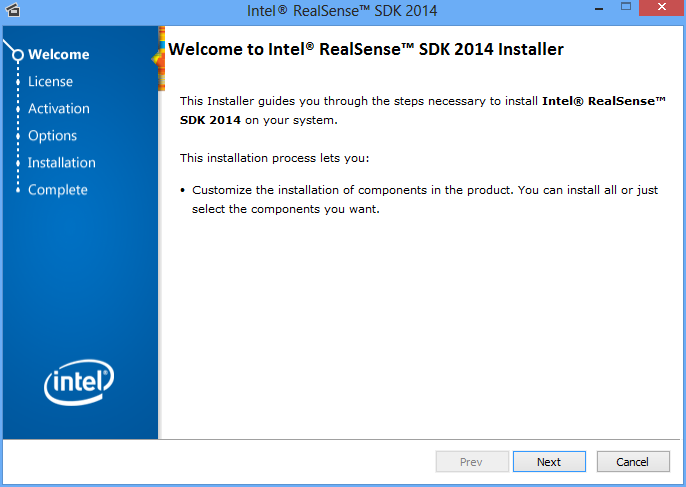 Intel® RealSense™ SDK 2014
Welcome
License
Activation
Options
Installation
Complete
intel®
Welcome to Intel® RealSense™ SDK 2014 Installer
This Installer guides you through the steps necessary to install Intel® RealSense™
SDK 2014 on your system.
This installation process lets you:
• Customize the installation of components in the product. You can install all or just
select the components you want.
Prev
Next
Cancel